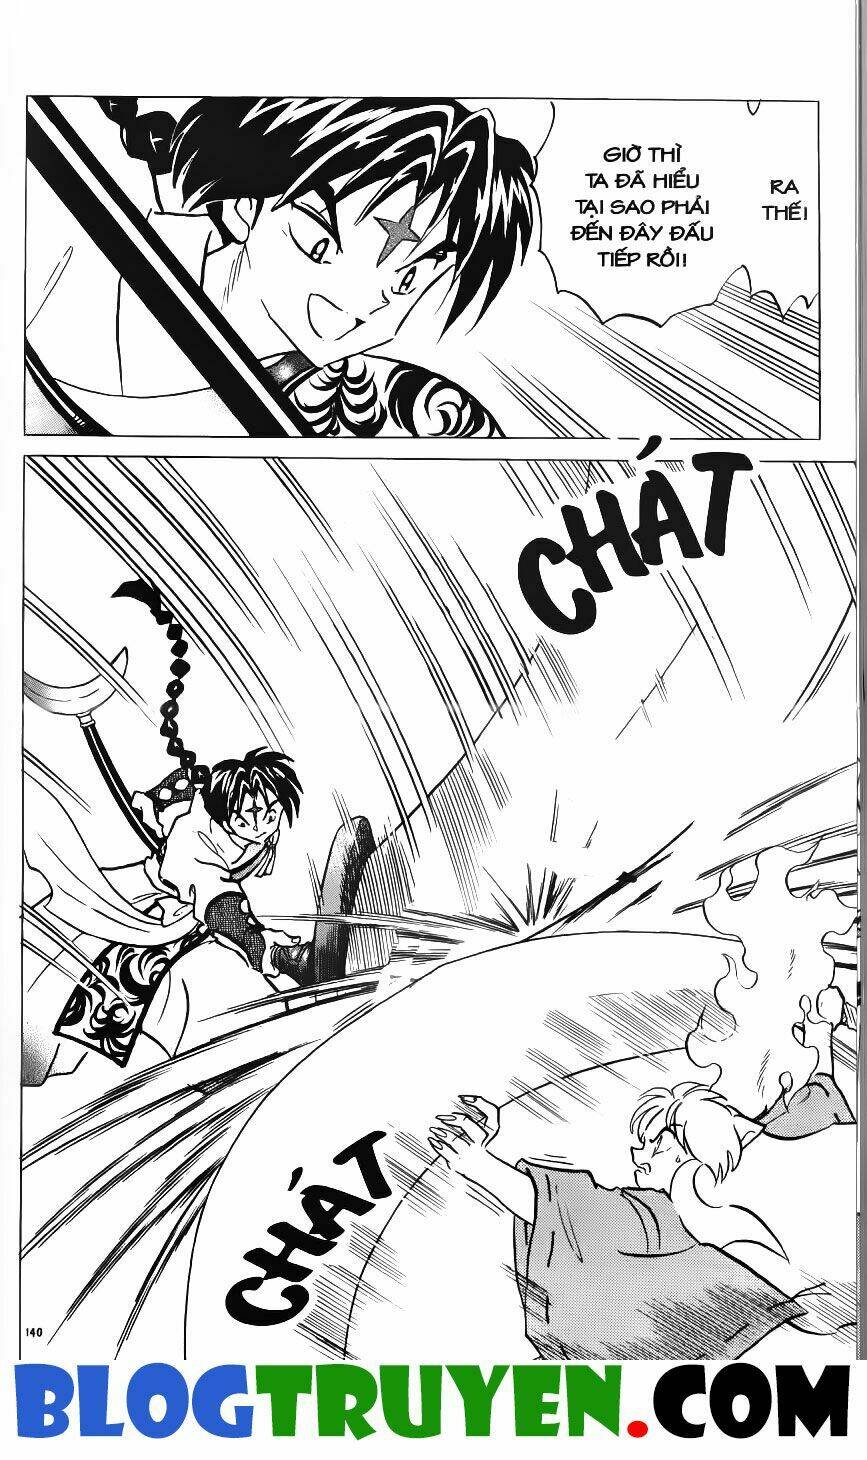 RA
THẾ!
GIỜ THÌ
TA ĐÃ HIỂU
TẠI SAO PHẢI
ĐẾN ĐÂY ĐẤU
TIẾP RỒI!!
CHÁT
CHÁT
140
BLOGTRUYEN.COM